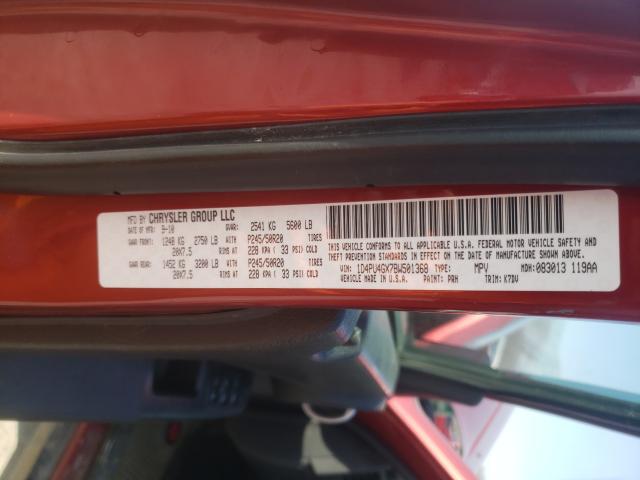 MFD BY CHRYSLER GROUP LLC
DATE OF MFR: 9-10 GVWR: 2541 KG 5600 LB
GAWR FRONT: 1248 KG 2750 LB WITH P245/50R20
20X7.5 RIMS AT 228 KPA ( 33 PSI) COLD
GAWR REAR: 1452 KG 3200 LB WITH P245/50R20
20X7.5 RIMS AT 228 KPA ( 33 PSI) COLD
THIS VEHICLE CONFORMS TO ALL APPLICABLE U.S.A. FEDERAL MOTOR VEHICLE SAFETY,
BUMPER AND THEFT PREVENTION STANDARDS IN EFFECT ON THE DATE OF MANUFACTURE SHOWN ABOVE.
VIN: 1D4PU4GX7BW501368 TYPE: MPV MDH: 083013 119AA
VEHICLE MADE IN U.S.A. PAINT: PRH TRIM: K7DV